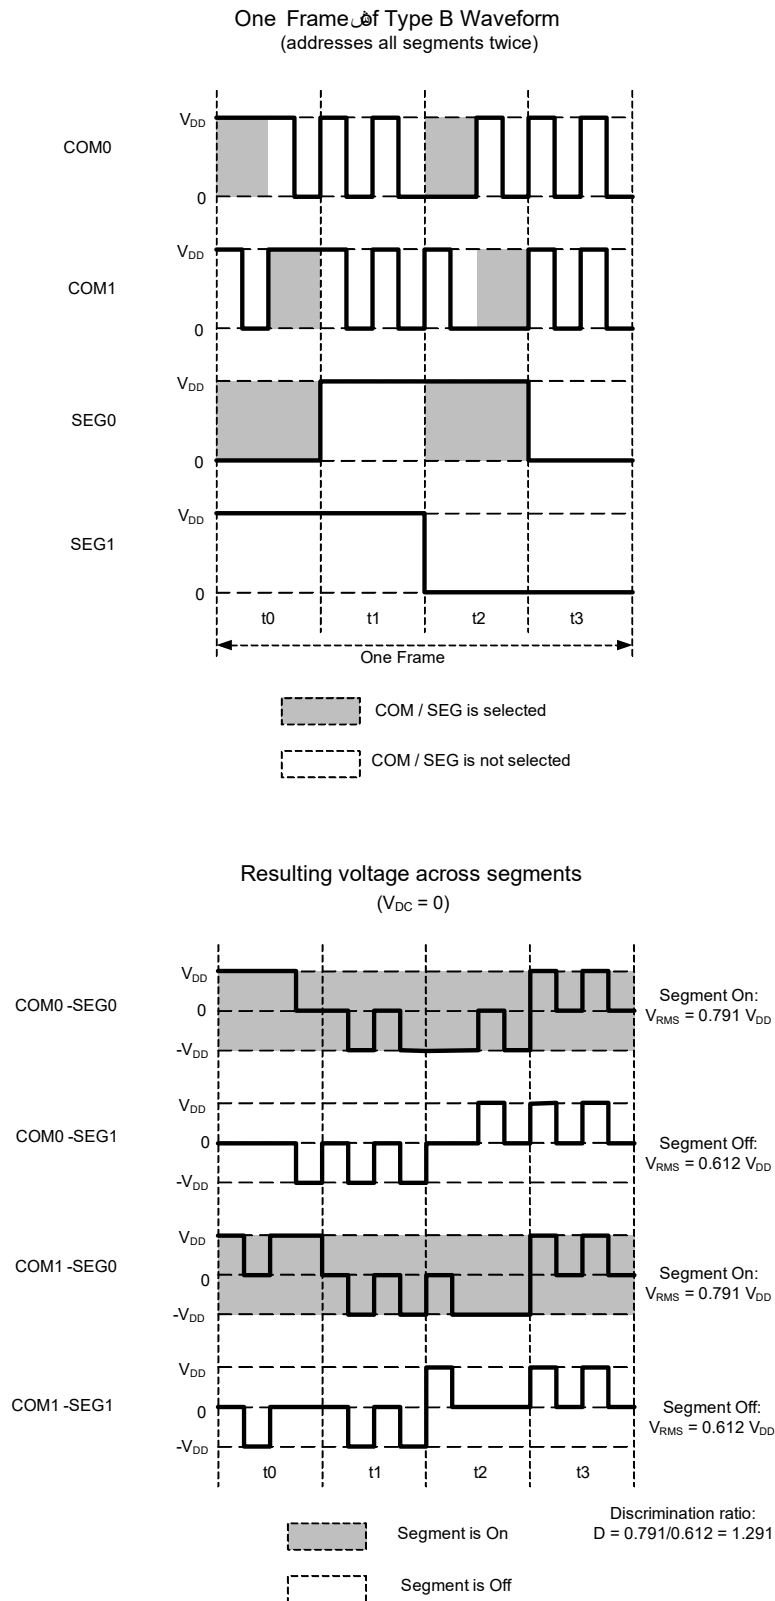 One Frame of Type B Waveform
(addresses all segments twice)
VDD
COM0
0
VDD
COM1
0
VDD
SEG0
0
VDD
SEG1
0
t0 t1 t2 t3
One Frame
COM / SEG is selected
COM / SEG is not selected
Resulting voltage across segments
(VDC = 0)
VDD
COM0 -SEG0
0
-VDD
Segment On:
VRMS = 0.791 VDD
VDD
COM0 -SEG1
0
-VDD
Segment Off:
VRMS = 0.612 VDD
VDD
COM1 -SEG0
0
-VDD
Segment On:
VRMS = 0.791 VDD
VDD
COM1 -SEG1
0
-VDD
Segment Off:
VRMS = 0.612 VDD
t0 t1 t2 t3
Segment is On
Discrimination ratio:
D = 0.791/0.612 = 1.291
Segment is Off